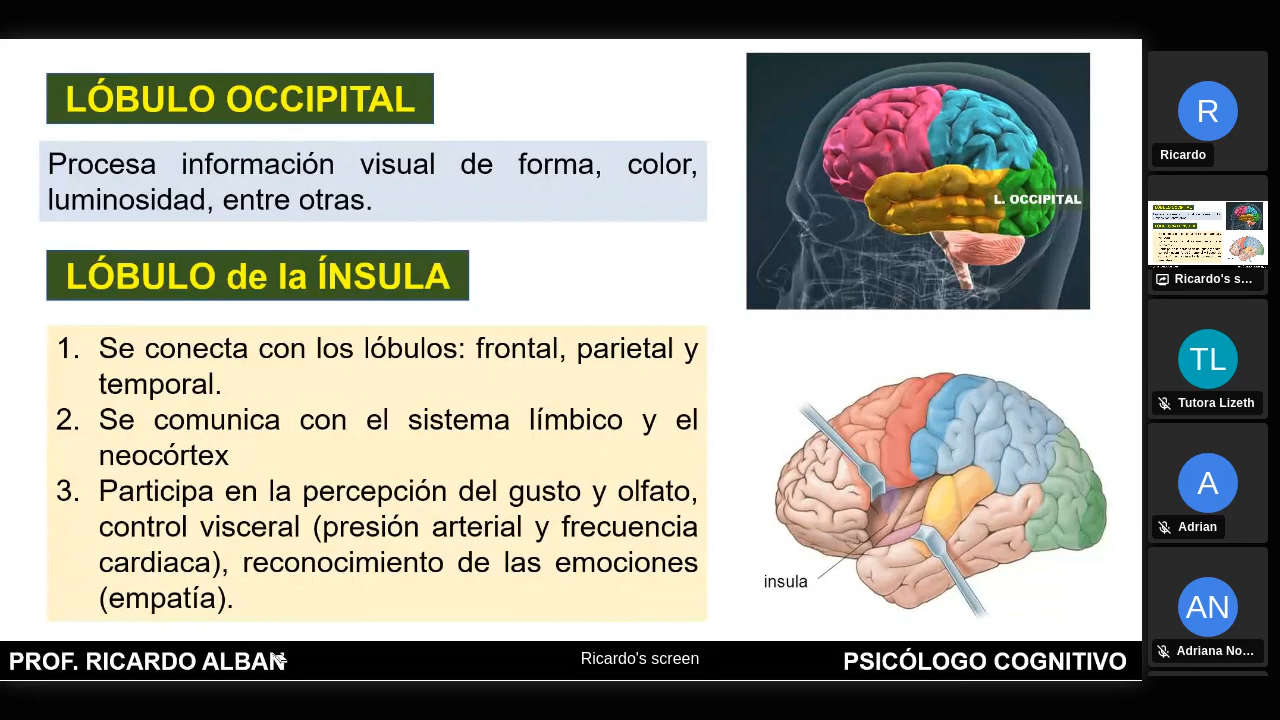 LÓBULO OCCIPITAL
Procesa información visual de forma, color,
luminosidad, entre otras.
L. OCCIPITAL
LÓBULO de la ÍNSULA
1. Se conecta con los lóbulos: frontal, parietal y
temporal.
2. Se comunica con el sistema límbico y el
neocórtex
3. Participa en la percepción del gusto y olfato,
control visceral (presión arterial y frecuencia
cardiaca), reconocimiento de las emociones
(empatía).
insula
PROF. RICARDO ALBAN
Ricardo's screen
PSICÓLOGO COGNITIVO
R
Ricardo
Ricardo's s...
TL
Tutora Lizeth
A
Adrian
AN
Adriana No...